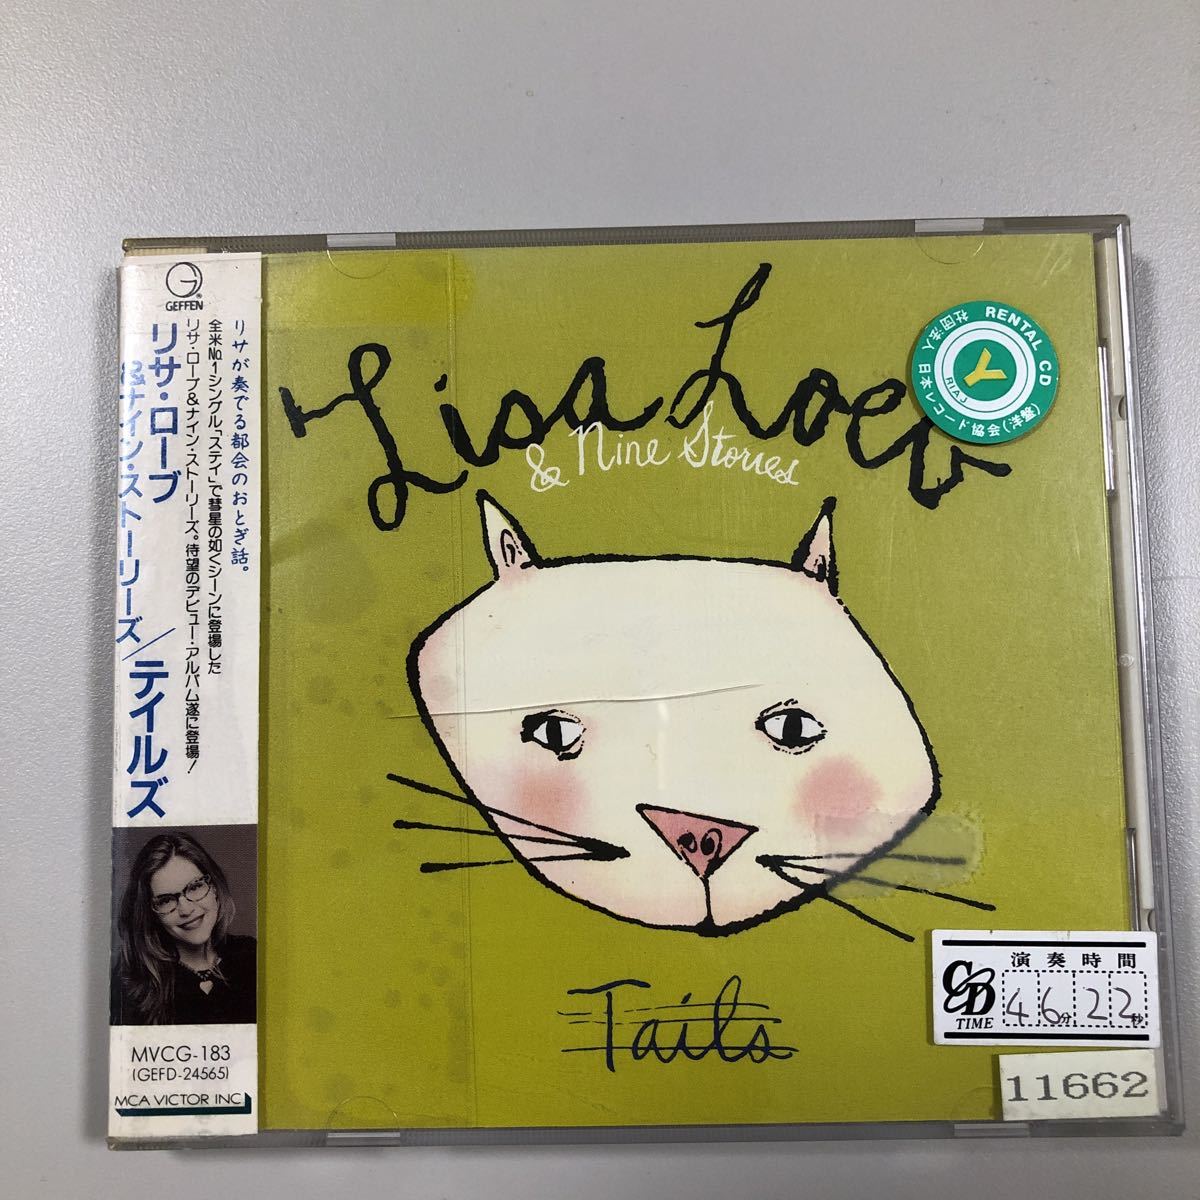 GEFFEN
®
リサが奏でる都会のおとぎ話。
全米No.1シングル「ステイ」で彗星の如くシーンに登場した
リサ・ローブ&ナイン・ストーリーズ。待望のデビュー・アルバム遂に登場!
リサ・ローブ
&ナイン・ストーリーズ/テイルズ
MVCG-183
(GEFD-24565)
MCA VICTOR INC.
Lisa Loeb
& Nine Stories
Tails
RENTAL CD
社団法人 日本レコード協会(洋盤)
RIAJ
Y
演奏時間
CD TIME
46分22秒
11662